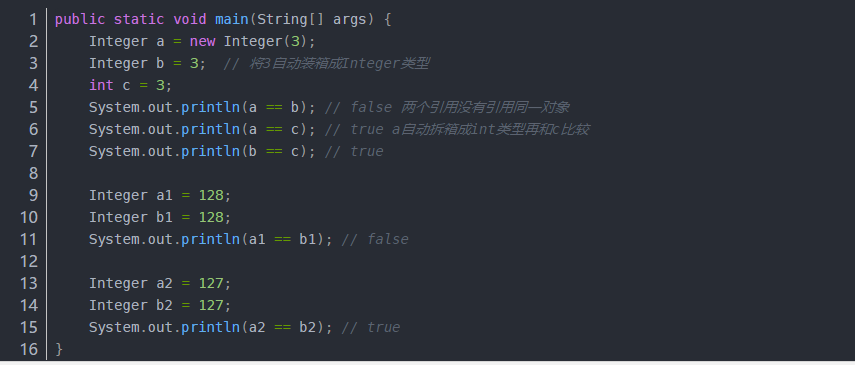 1 public static void main(String[] args) {
2 Integer a = new Integer(3);
3 Integer b = 3; // 将3自动装箱成Integer类型
4 int c = 3;
5 System.out.println(a == b); // false 两个引用没有引用同一对象
6 System.out.println(a == c); // true a自动拆箱成int类型再和c比较
7 System.out.println(b == c); // true
8
9 Integer a1 = 128;
10 Integer b1 = 128;
11 System.out.println(a1 == b1); // false
12
13 Integer a2 = 127;
14 Integer b2 = 127;
15 System.out.println(a2 == b2); // true
16 }